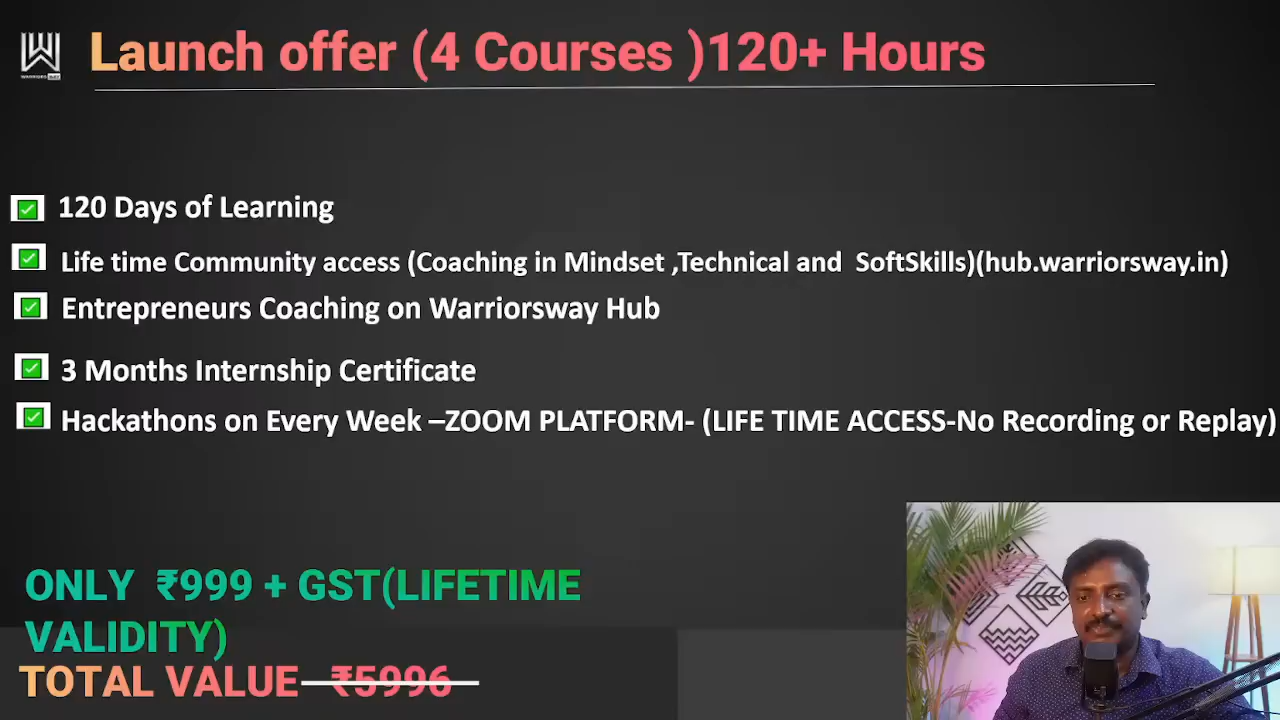 Launch offer (4 Courses )120+ Hours
WARRIORS WAY
120 Days of Learning
Life time Community access (Coaching in Mindset ,Technical and SoftSkills)(hub.warriorsway.in)
Entrepreneurs Coaching on Warriorsway Hub
3 Months Internship Certificate
Hackathons on Every Week –ZOOM PLATFORM- (LIFE TIME ACCESS-No Recording or Replay)
ONLY ₹999 + GST(LIFETIME
VALIDITY)
TOTAL VALUE ₹5996